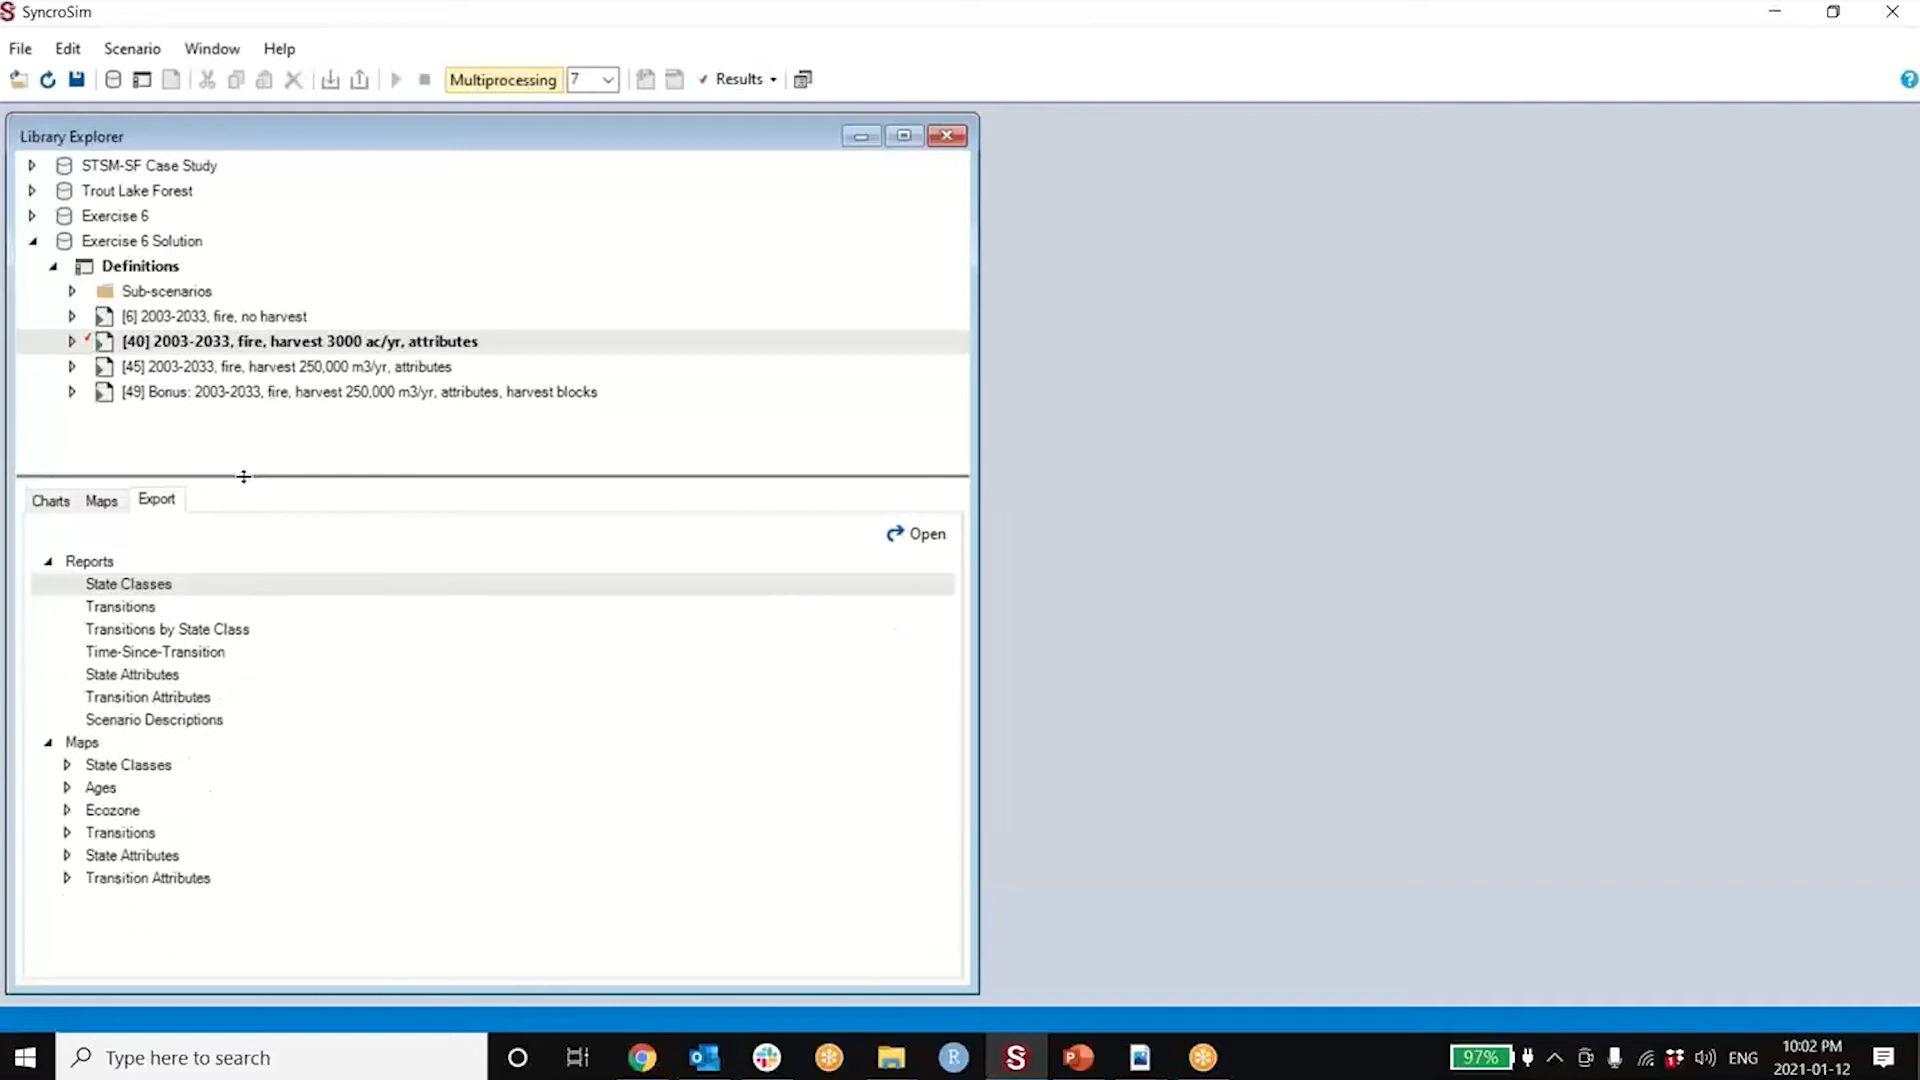 SyncroSim
File Edit Scenario Window Help
Multiprocessing 7 Results
Library Explorer
STSM-SF Case Study
Trout Lake Forest
Exercise 6
Exercise 6 Solution
Definitions
Sub-scenarios
[6] 2003-2033, fire, no harvest
[40] 2003-2033, fire, harvest 3000 ac/yr, attributes
[45] 2003-2033, fire, harvest 250,000 m3/yr, attributes
[49] Bonus: 2003-2033, fire, harvest 250,000 m3/yr, attributes, harvest blocks
Charts Maps Export
Open
Reports
State Classes
Transitions
Transitions by State Class
Time-Since-Transition
State Attributes
Transition Attributes
Scenario Descriptions
Maps
State Classes
Ages
Ecozone
Transitions
State Attributes
Transition Attributes
Type here to search
97%
ENG
10:02 PM
2021-01-12